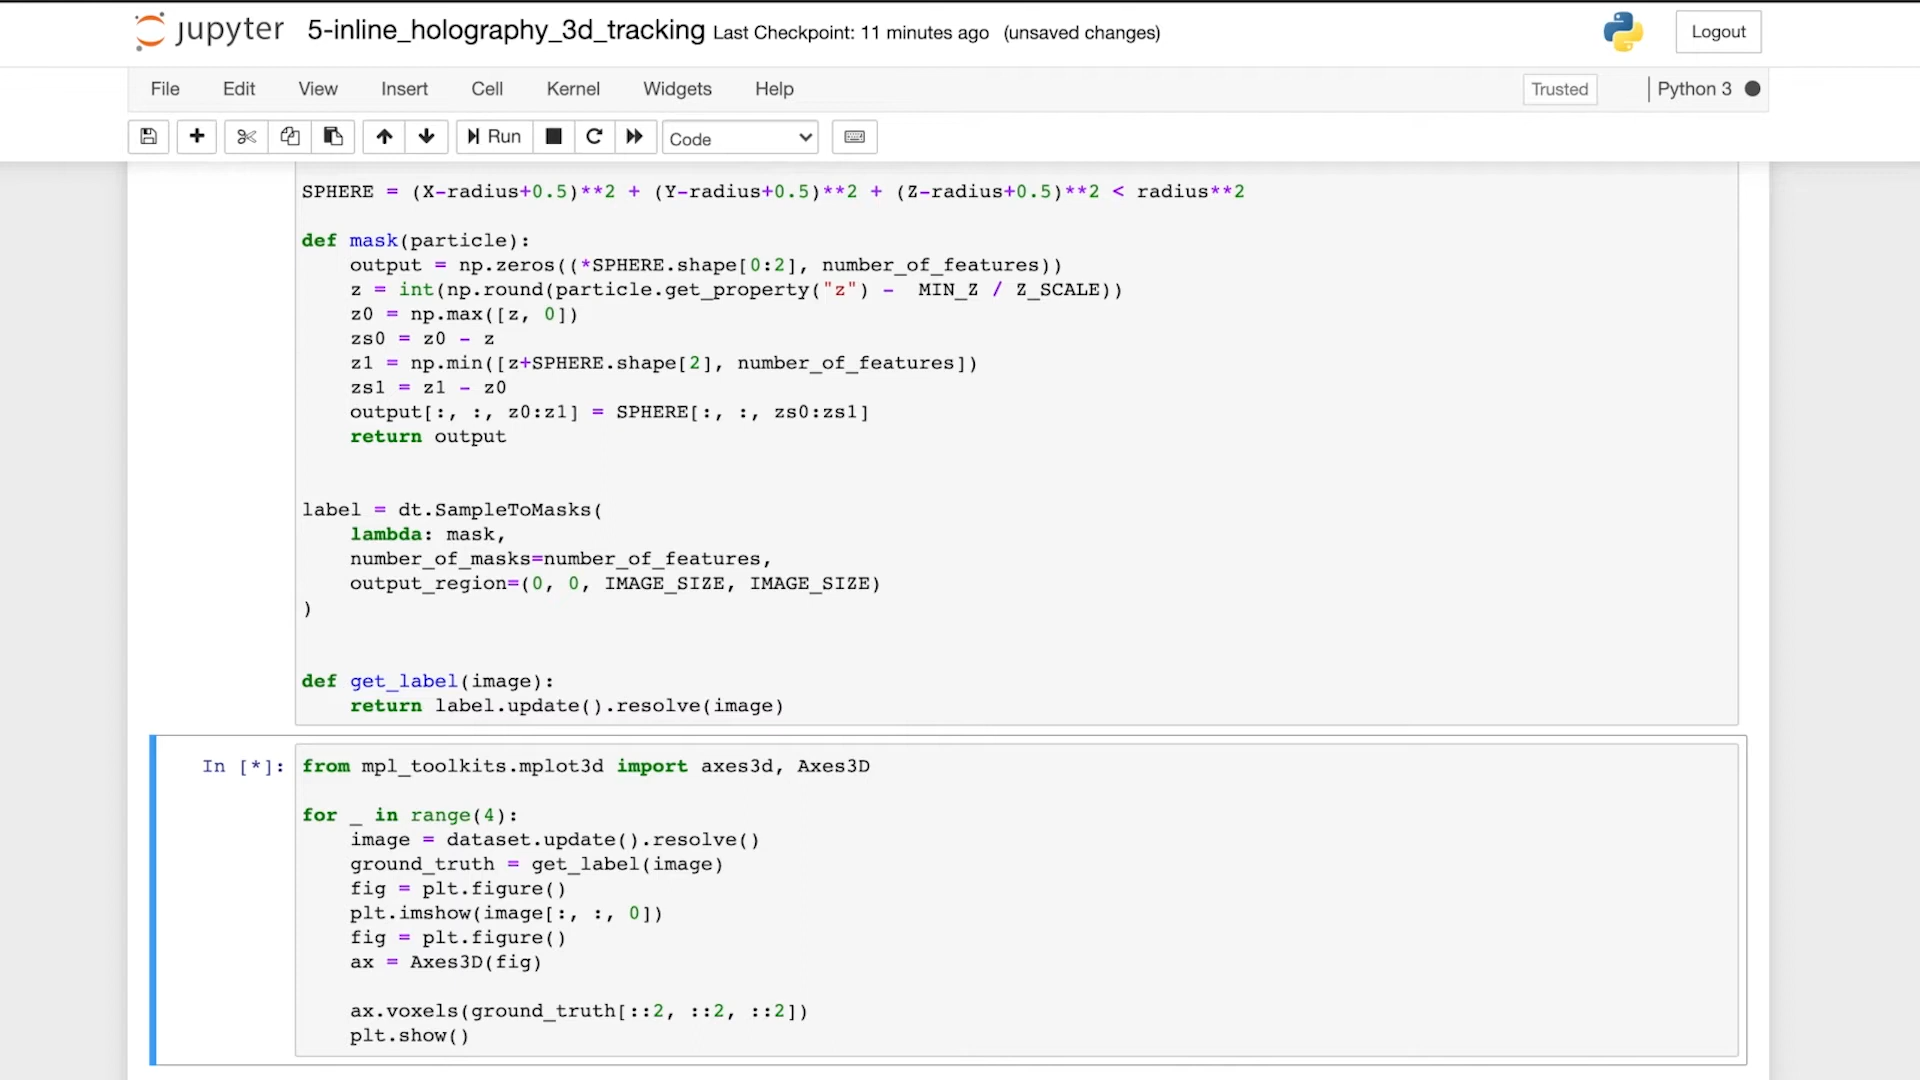 jupyter 5-inline_holography_3d_tracking Last Checkpoint: 11 minutes ago (unsaved changes) Logout
File Edit View Insert Cell Kernel Widgets Help Trusted Python 3
Run Code
SPHERE = (X-radius+0.5)**2 + (Y-radius+0.5)**2 + (Z-radius+0.5)**2 < radius**2
def mask(particle):
    output = np.zeros((*SPHERE.shape[0:2], number_of_features))
    z = int(np.round(particle.get_property("z") -  MIN_Z / Z_SCALE))
    z0 = np.max([z, 0])
    zs0 = z0 - z
    z1 = np.min([z+SPHERE.shape[2], number_of_features])
    zs1 = z1 - z0
    output[:, :, z0:z1] = SPHERE[:, :, zs0:zs1]
    return output
label = dt.SampleToMasks(
    lambda: mask,
    number_of_masks=number_of_features,
    output_region=(0, 0, IMAGE_SIZE, IMAGE_SIZE)
)
def get_label(image):
    return label.update().resolve(image)
In [*]: from mpl_toolkits.mplot3d import axes3d, Axes3D
for _ in range(4):
    image = dataset.update().resolve()
    ground_truth = get_label(image)
    fig = plt.figure()
    plt.imshow(image[:, :, 0])
    fig = plt.figure()
    ax = Axes3D(fig)
    ax.voxels(ground_truth[::2, ::2, ::2])
    plt.show()